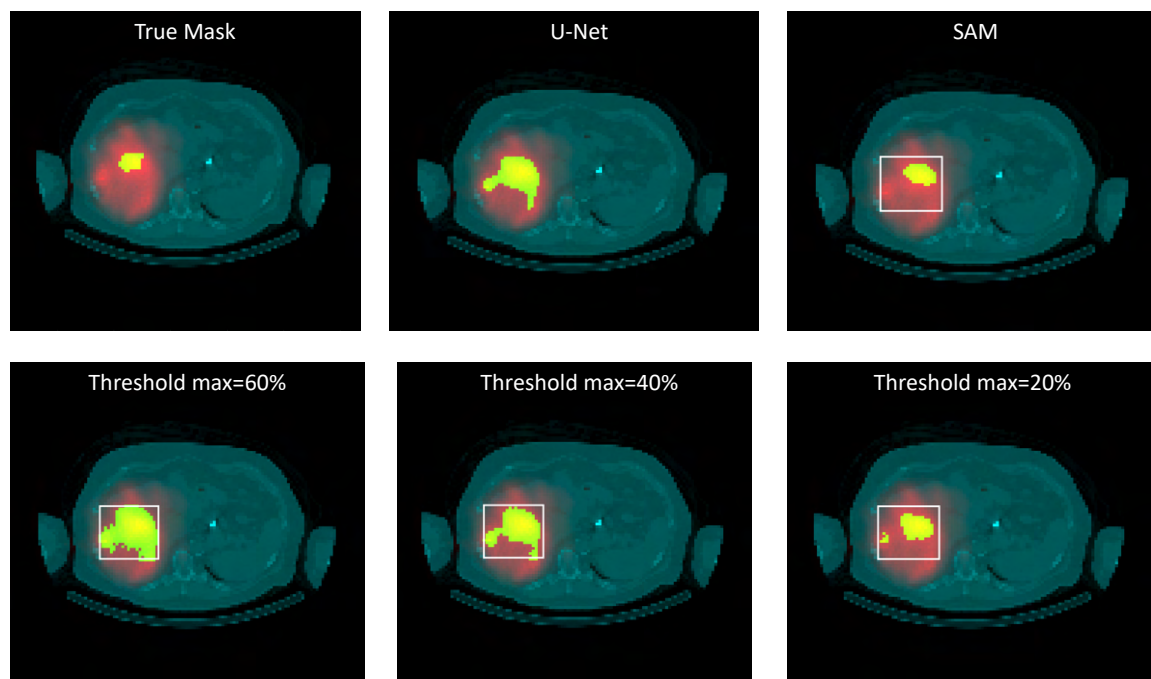 True Mask
U-Net
SAM
Threshold max=60%
Threshold max=40%
Threshold max=20%